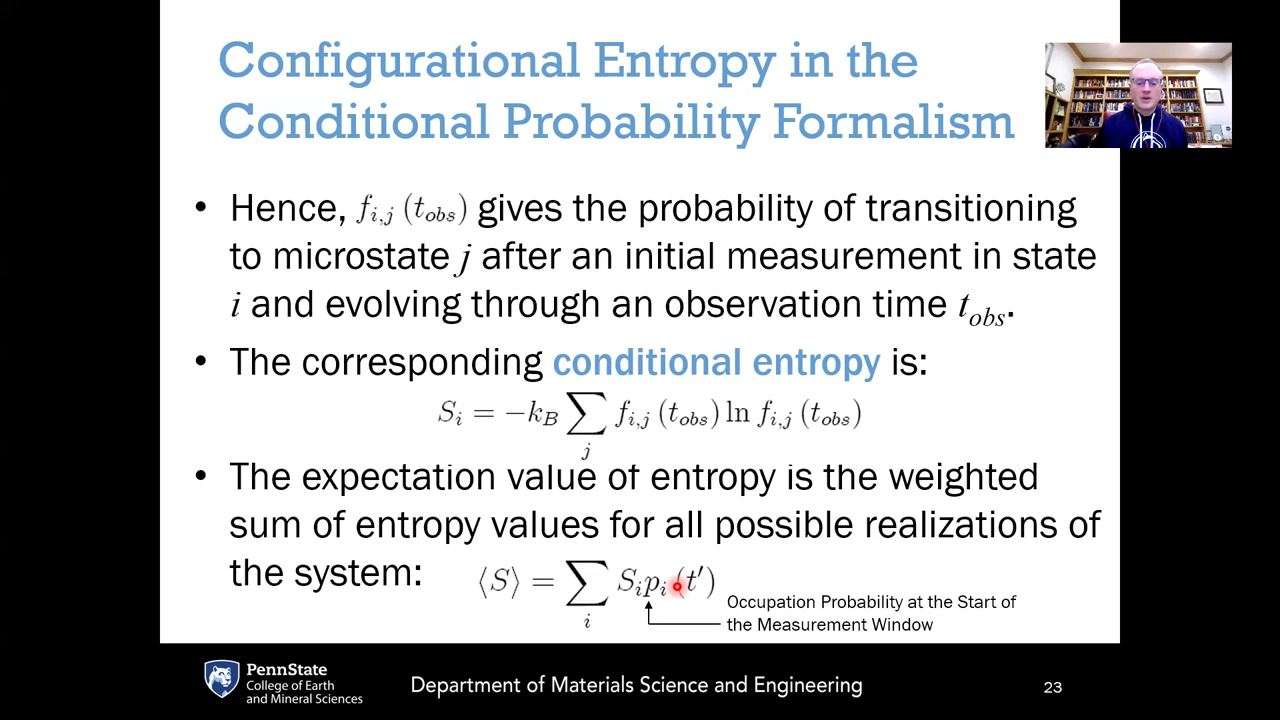 Configurational Entropy in the
Conditional Probability Formalism
• Hence, f_{i,j} (t_{obs}) gives the probability of transitioning
to microstate j after an initial measurement in state
i and evolving through an observation time t_{obs}.
• The corresponding conditional entropy is:
S_i = −k_B ∑_j f_{i,j} (t_{obs}) ln f_{i,j} (t_{obs})
• The expectation value of entropy is the weighted
sum of entropy values for all possible realizations of
the system: ⟨S⟩ = ∑_i S_i p_i (t′)
Occupation Probability at the Start of
the Measurement Window
PennState
College of Earth
and Mineral Sciences
Department of Materials Science and Engineering
23